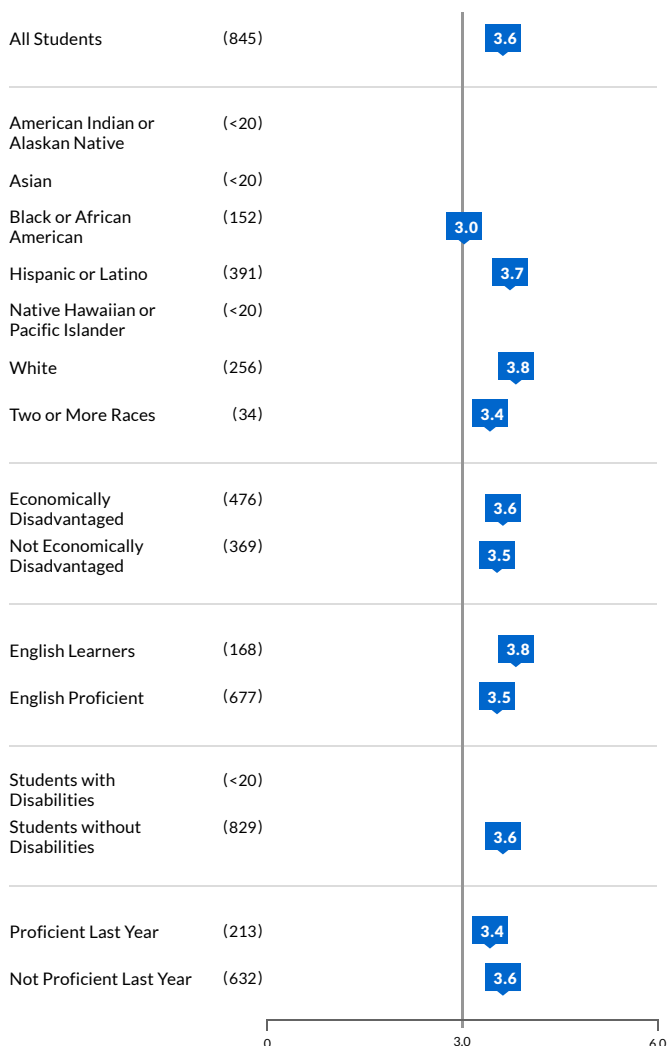 All Students (845) 3.6
American Indian or (<20)
Alaskan Native
Asian (<20)
Black or African (152) 3.0
American
Hispanic or Latino (391) 3.7
Native Hawaiian or (<20)
Pacific Islander
White (256) 3.8
Two or More Races (34) 3.4
Economically (476) 3.6
Disadvantaged
Not Economically (369) 3.5
Disadvantaged
English Learners (168) 3.8
English Proficient (677) 3.5
Students with (<20)
Disabilities
Students without (829) 3.6
Disabilities
Proficient Last Year (213) 3.4
Not Proficient Last Year (632) 3.6
0 3.0 6.0